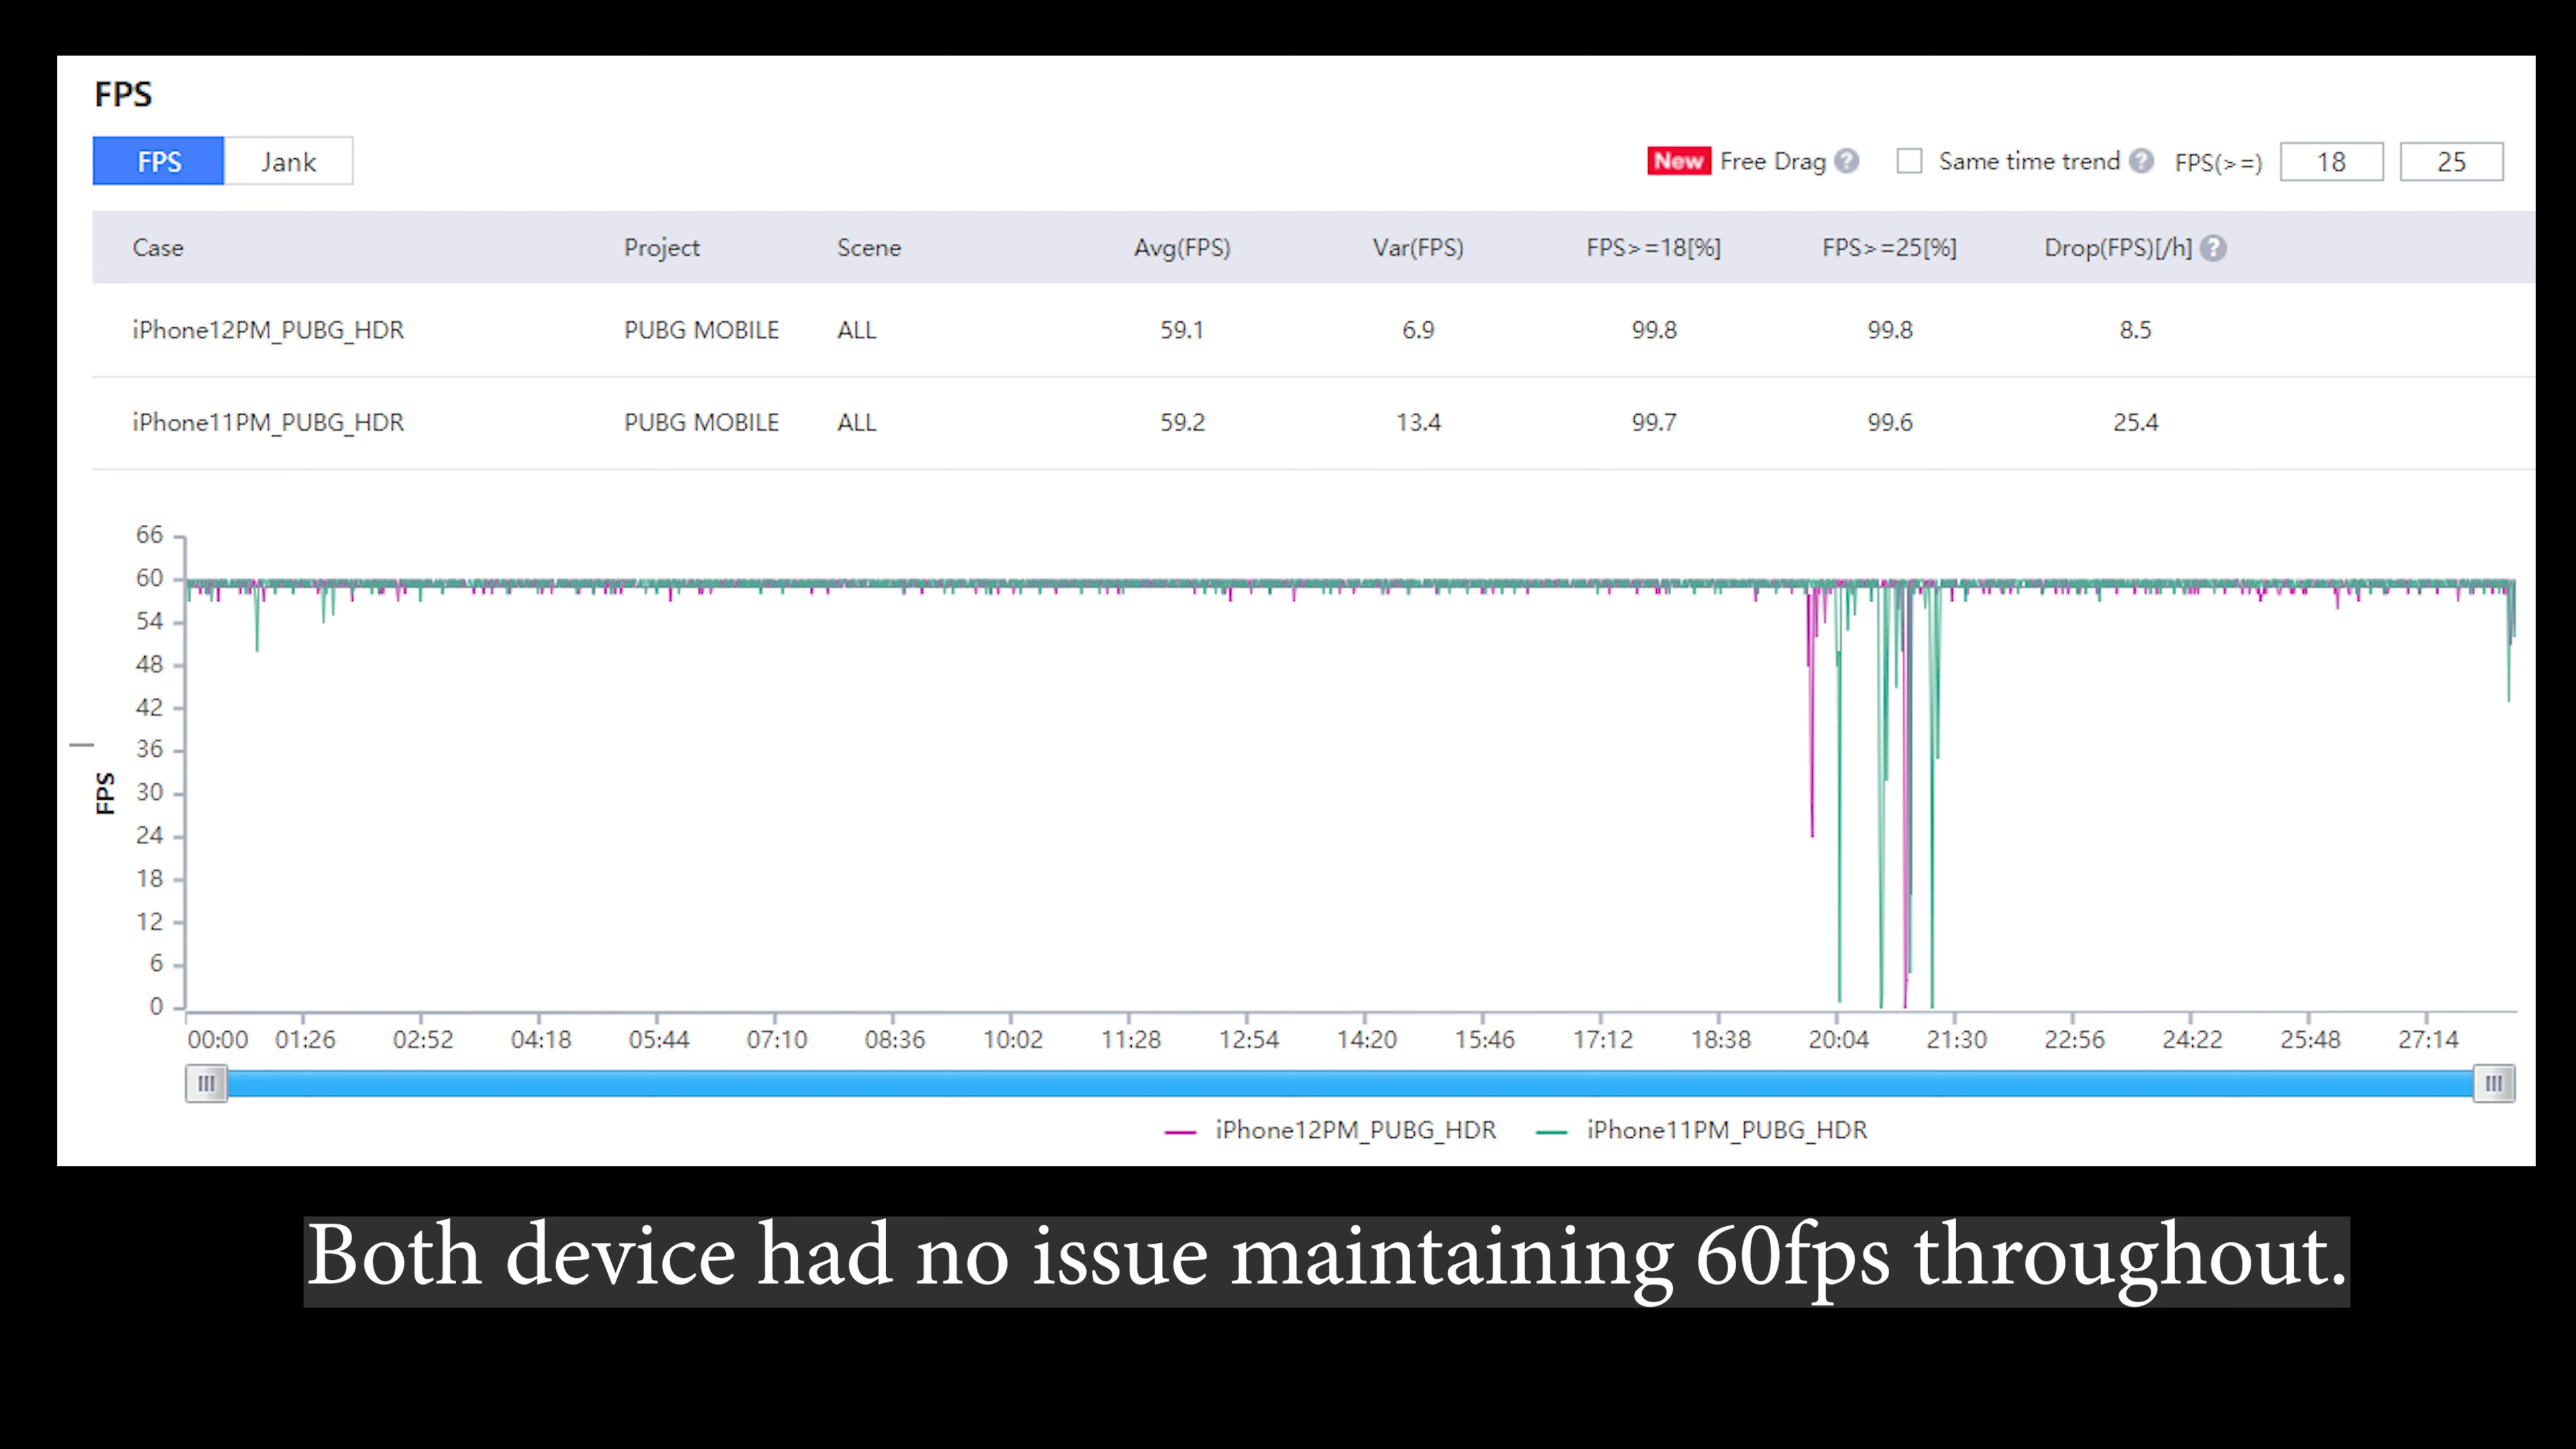 FPS
FPS Jank New Free Drag ? Same time trend ? FPS(>=) 18 25
Case Project Scene Avg(FPS) Var(FPS) FPS>=18[%] FPS>=25[%] Drop(FPS)[/h] ?
iPhone12PM_PUBG_HDR PUBG MOBILE ALL 59.1 6.9 99.8 99.8 8.5
iPhone11PM_PUBG_HDR PUBG MOBILE ALL 59.2 13.4 99.7 99.6 25.4
66
60
54
48
42
36
30
24
18
12
6
0
FPS
00:00 01:26 02:52 04:18 05:44 07:10 08:36 10:02 11:28 12:54 14:20 15:46 17:12 18:38 20:04 21:30 22:56 24:22 25:48 27:14
iPhone12PM_PUBG_HDR iPhone11PM_PUBG_HDR
Both device had no issue maintaining 60fps throughout.